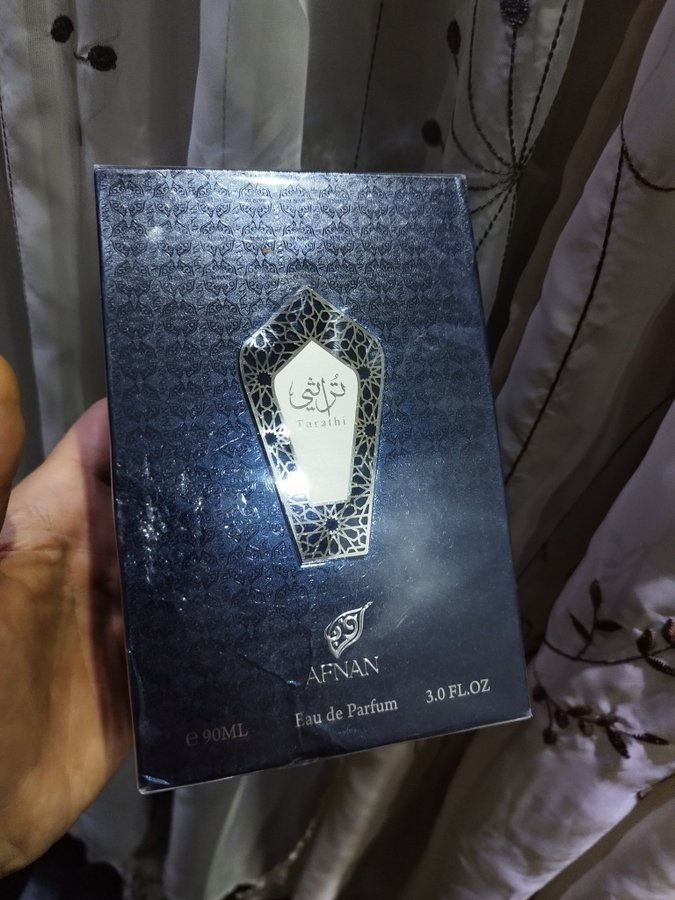 تُراثي
Tarathi
AFNAN
e 90ML Eau de Parfum 3.0 FL.OZ